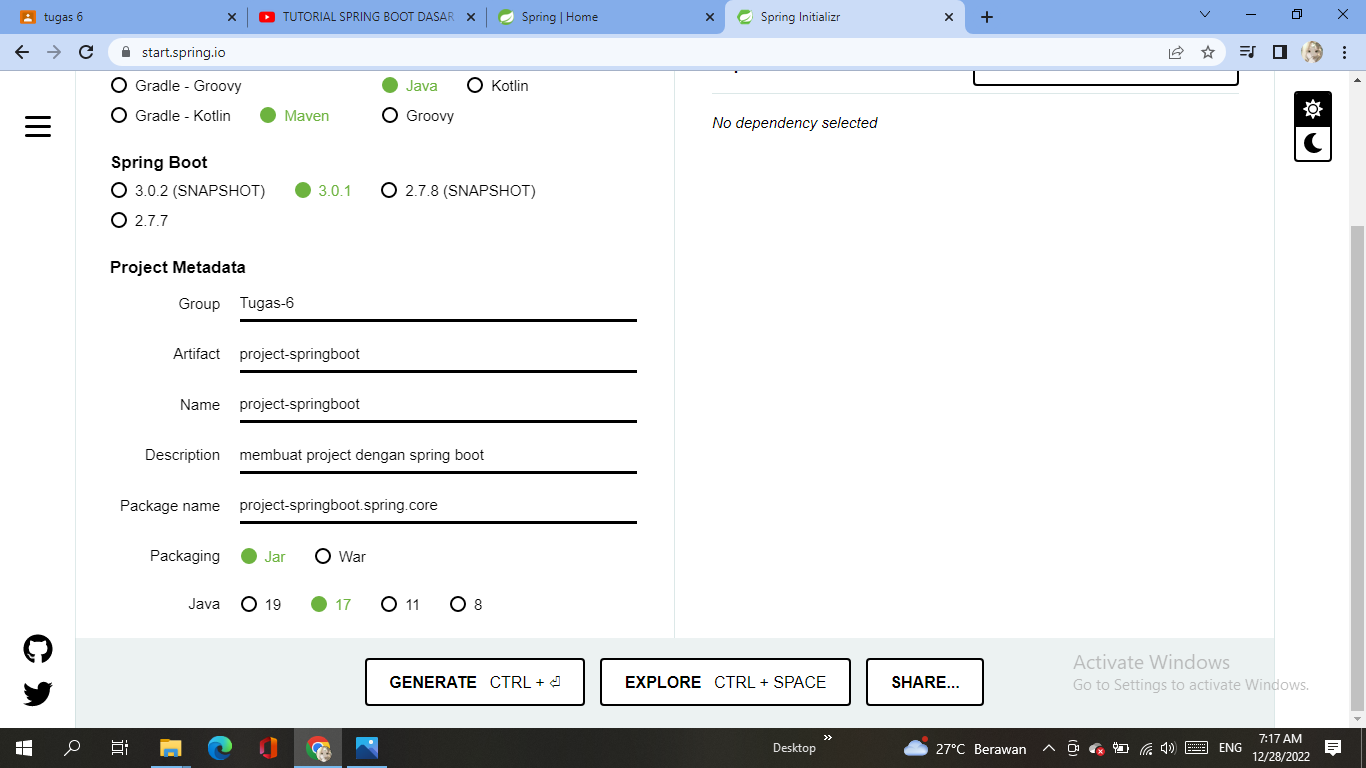 tugas 6
TUTORIAL SPRING BOOT DASAR
Spring | Home
Spring Initializr
start.spring.io
Gradle - Groovy
Java
Kotlin
Gradle - Kotlin
Maven
Groovy
No dependency selected
Spring Boot
3.0.2 (SNAPSHOT)
3.0.1
2.7.8 (SNAPSHOT)
2.7.7
Project Metadata
Group Tugas-6
Artifact project-springboot
Name project-springboot
Description membuat project dengan spring boot
Package name project-springboot.spring.core
Packaging Jar War
Java 19 17 11 8
GENERATE CTRL + ⏎
EXPLORE CTRL + SPACE
SHARE...
Activate Windows
Go to Settings to activate Windows.
Desktop
27°C Berawan
ENG
7:17 AM
12/28/2022